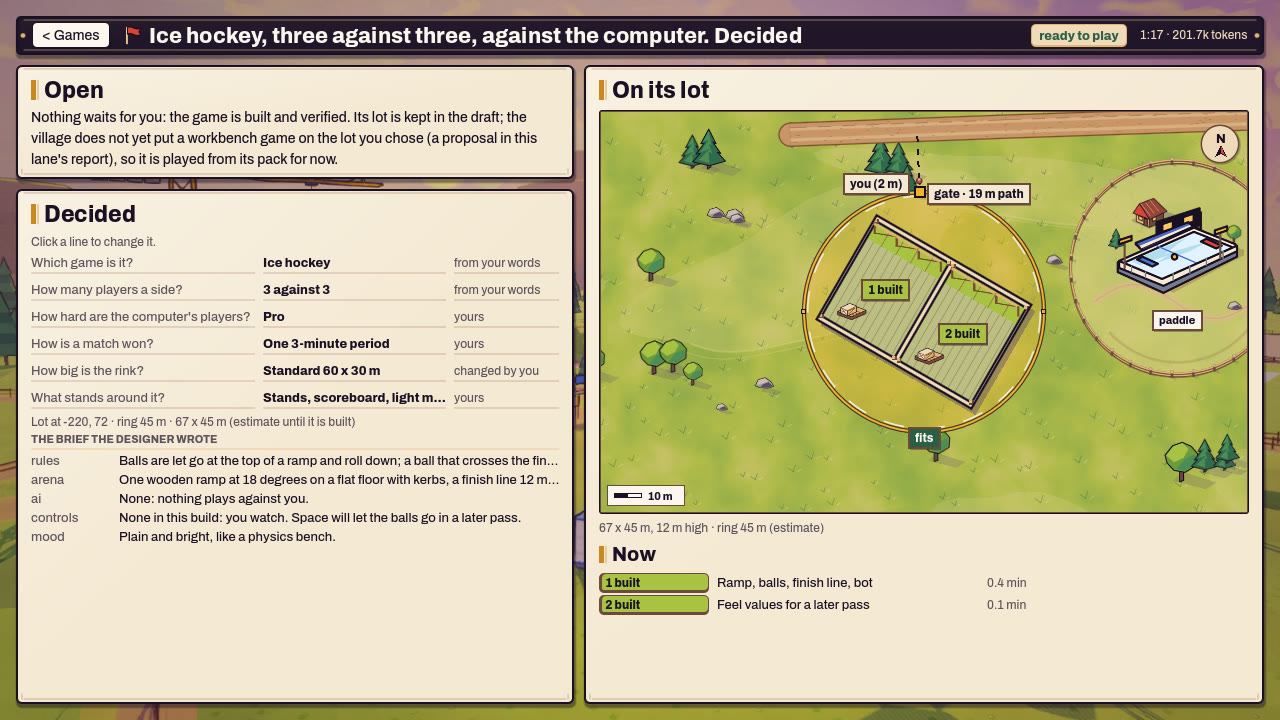 < Games
Ice hockey, three against three, against the computer. Decided
ready to play
1:17 · 201.7k tokens
Open
Nothing waits for you: the game is built and verified. Its lot is kept in the draft; the
village does not yet put a workbench game on the lot you chose (a proposal in this
lane's report), so it is played from its pack for now.
Decided
Click a line to change it.
Which game is it? Ice hockey from your words
How many players a side? 3 against 3 from your words
How hard are the computer's players? Pro yours
How is a match won? One 3-minute period yours
How big is the rink? Standard 60 x 30 m changed by you
What stands around it? Stands, scoreboard, light m... yours
Lot at -220, 72 · ring 45 m · 67 x 45 m (estimate until it is built)
THE BRIEF THE DESIGNER WROTE
rules Balls are let go at the top of a ramp and roll down; a ball that crosses the fin...
arena One wooden ramp at 18 degrees on a flat floor with kerbs, a finish line 12 m...
ai None: nothing plays against you.
controls None in this build: you watch. Space will let the balls go in a later pass.
mood Plain and bright, like a physics bench.
On its lot
N
you (2 m)
gate · 19 m path
1 built
2 built
paddle
fits
10 m
67 x 45 m, 12 m high · ring 45 m (estimate)
Now
1 built Ramp, balls, finish line, bot 0.4 min
2 built Feel values for a later pass 0.1 min